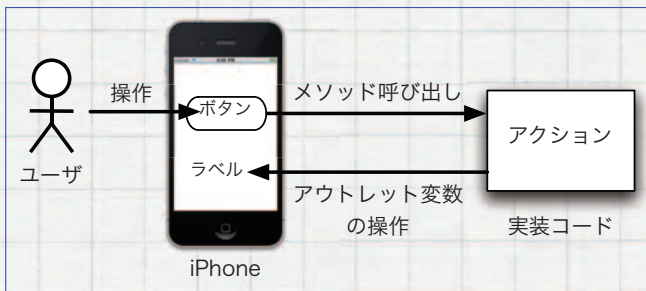 操作
メソッド呼び出し
ボタン
アクション
ラベル
ユーザ
アウトレット変数
の操作
実装コード
iPhone